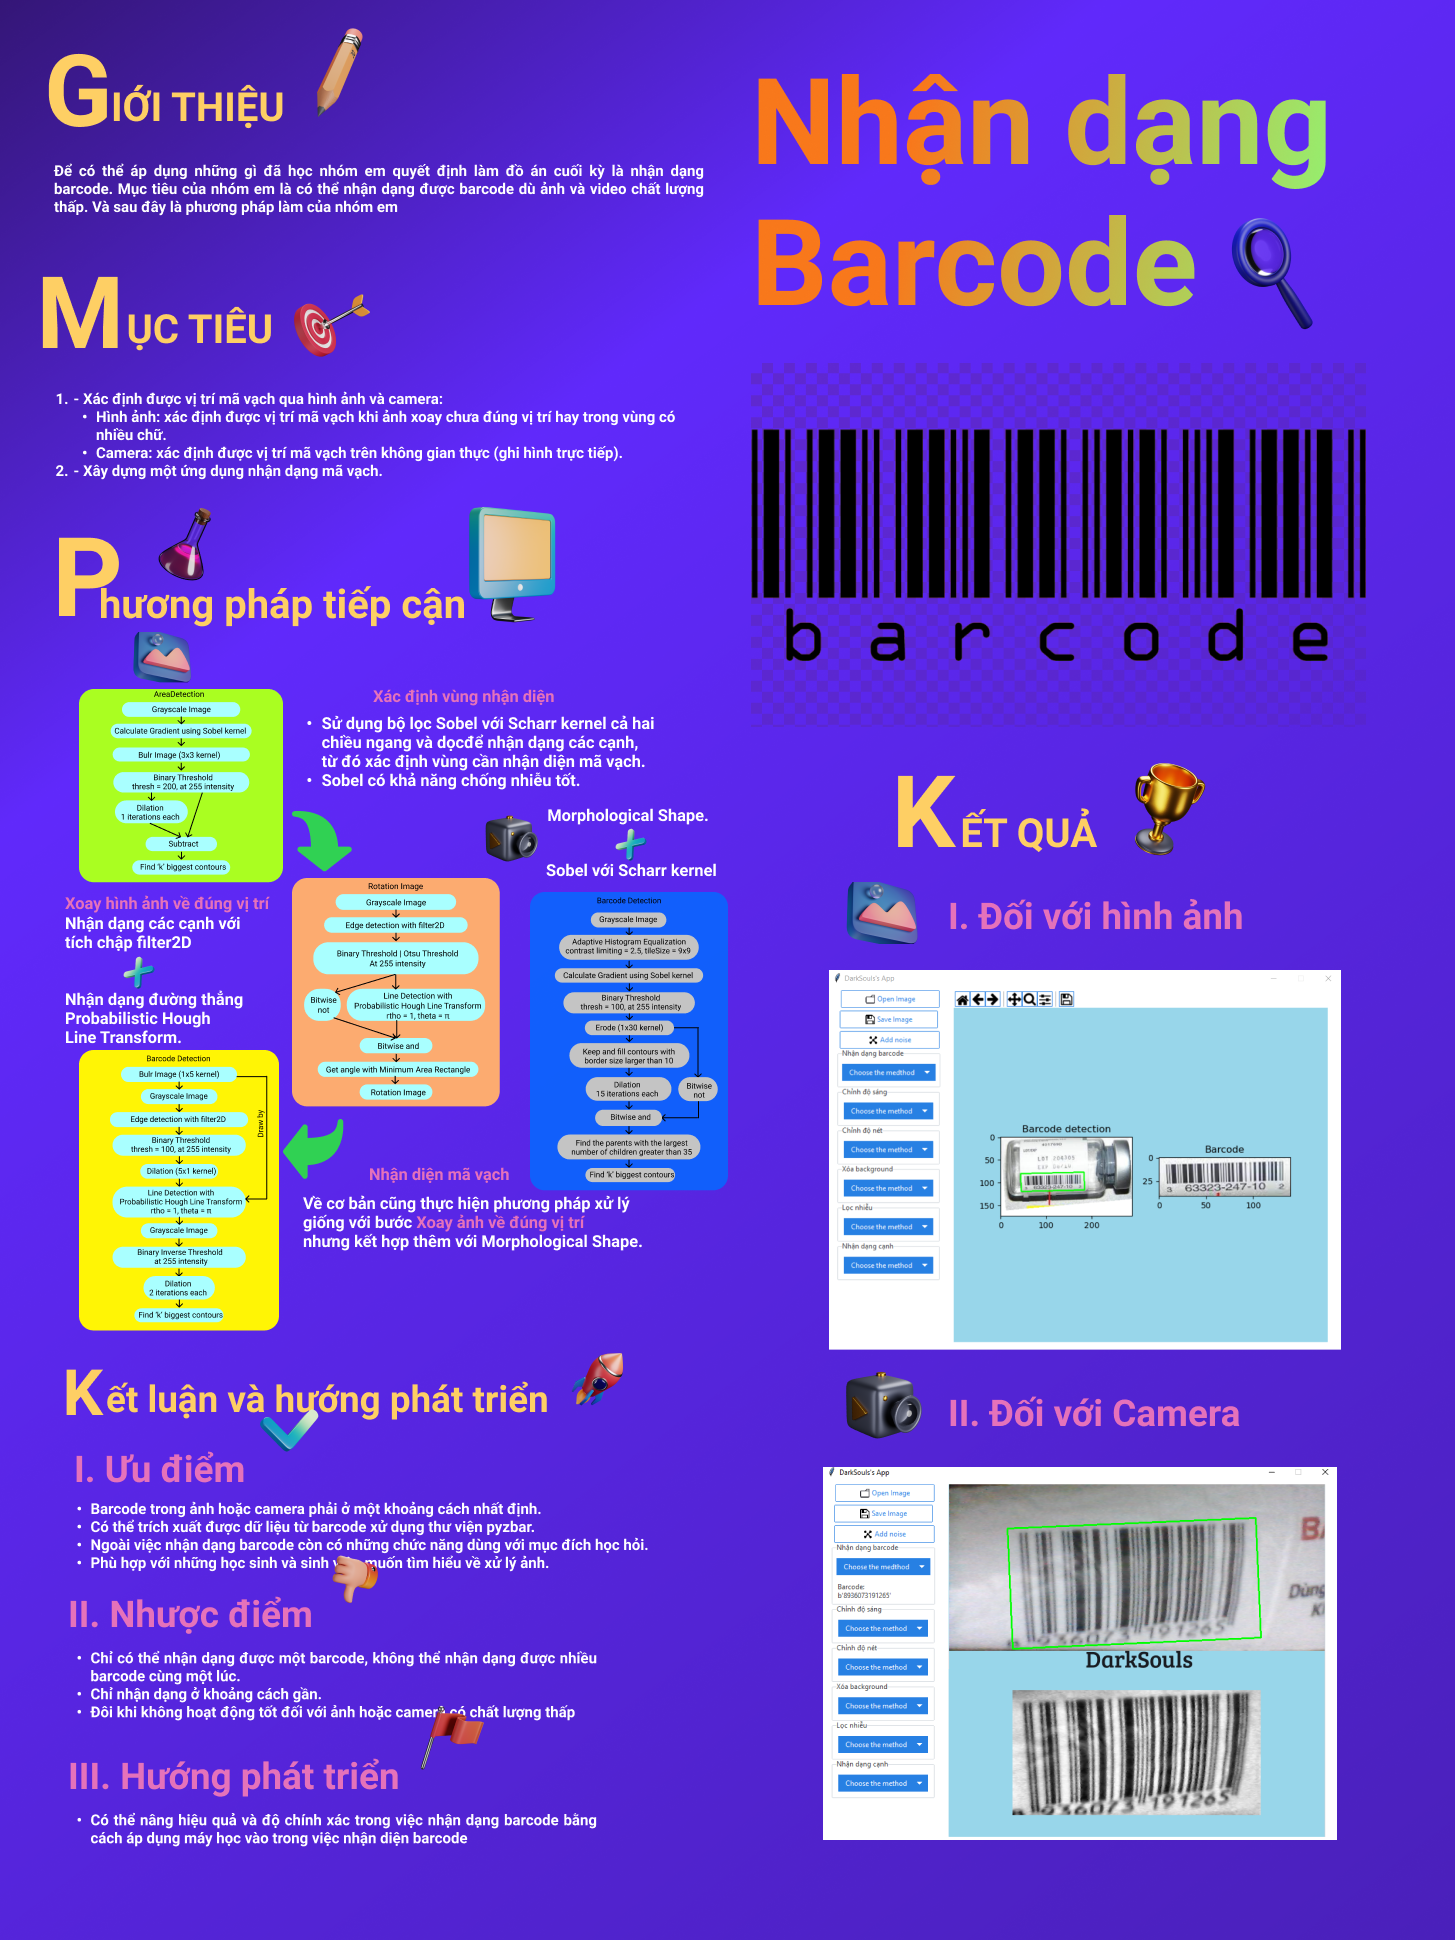 GIỚI THIỆU
Để có thể áp dụng những gì đã học nhóm em quyết định làm đồ án cuối kỳ là nhận dạng
barcode. Mục tiêu của nhóm em là có thể nhận dạng được barcode dù ảnh và video chất lượng
thấp. Và sau đây là phương pháp làm của nhóm em
MỤC TIÊU
1. - Xác định được vị trí mã vạch qua hình ảnh và camera:
• Hình ảnh: xác định được vị trí mã vạch khi ảnh xoay chưa đúng vị trí hay trong vùng có
nhiều chữ.
• Camera: xác định được vị trí mã vạch trên không gian thực (ghi hình trực tiếp).
2. - Xây dựng một ứng dụng nhận dạng mã vạch.
Phương pháp tiếp cận
AreaDetection
Grayscale Image
Calculate Gradient using Sobel kernel
Bulr Image (3x3 kernel)
Binary Threshold
thresh = 200, at 255 intensity
Dilation
1 iterations each
Subtract
Find 'k' biggest contours
Xác định vùng nhận diện
• Sử dụng bộ lọc Sobel với Scharr kernel cả hai
chiều ngang và dọcđể nhận dạng các cạnh,
từ đó xác định vùng cần nhận diện mã vạch.
• Sobel có khả năng chống nhiễu tốt.
Morphological Shape.
Sobel với Scharr kernel
Xoay hình ảnh về đúng vị trí
Nhận dạng các cạnh với
tích chập filter2D
Nhận dạng đường thẳng
Probabilistic Hough
Line Transform.
Rotation Image
Grayscale Image
Edge detection with filter2D
Binary Threshold | Otsu Threshold
At 255 intensity
Bitwise
not
Line Detection with
Probabilistic Hough Line Transform
rtho = 1, theta = π
Bitwise and
Get angle with Minimum Area Rectangle
Rotation Image
Barcode Detection
Grayscale Image
Adaptive Histogram Equalization
contrast limiting = 2.5, tileSize = 9x9
Calculate Gradient using Sobel kernel
Binary Threshold
thresh = 100, at 255 intensity
Erode (1x30 kernel)
Keep and fill contours with
border size larger than 10
Dilation
15 iterations each
Bitwise
not
Bitwise and
Find the parents with the largest
number of children greater than 35
Find 'k' biggest contours
Barcode Detection
Bulr Image (1x5 kernel)
Grayscale Image
Edge detection with filter2D
Binary Threshold
thresh = 100, at 255 intensity
Dilation (5x1 kernel)
Line Detection with
Probabilistic Hough Line Transform
rtho = 1, theta = π
Draw by
Grayscale Image
Binary Inverse Threshold
at 255 intensity
Dilation
2 iterations each
Find 'k' biggest contours
Nhận diện mã vạch
Về cơ bản cũng thực hiện phương pháp xử lý
giống với bước Xoay ảnh về đúng vị trí
nhưng kết hợp thêm với Morphological Shape.
Kết luận và hướng phát triển
I. Ưu điểm
• Barcode trong ảnh hoặc camera phải ở một khoảng cách nhất định.
• Có thể trích xuất được dữ liệu từ barcode xử dụng thư viện pyzbar.
• Ngoài việc nhận dạng barcode còn có những chức năng dùng với mục đích học hỏi.
• Phù hợp với những học sinh và sinh muốn tìm hiểu về xử lý ảnh.
II. Nhược điểm
• Chỉ có thể nhận dạng được một barcode, không thể nhận dạng được nhiều
barcode cùng một lúc.
• Chỉ nhận dạng ở khoảng cách gần.
• Đôi khi không hoạt động tốt đối với ảnh hoặc camera có chất lượng thấp
III. Hướng phát triển
• Có thể nâng hiệu quả và độ chính xác trong việc nhận dạng barcode bằng
cách áp dụng máy học vào trong việc nhận diện barcode
Nhận dạng
Barcode
barcode
KẾT QUẢ
I. Đối với hình ảnh
DarkSouls's App
Open Image
Save Image
Add noise
Nhận dạng barcode
Choose the medthod
Chỉnh độ sáng
Choose the method
Chỉnh độ nét
Choose the method
Xóa background
Choose the method
Lọc nhiễu
Choose the method
Nhận dạng cạnh
Choose the method
Barcode detection
0
50
100
150
0 100 200
Barcode
0
25
3 63323-247-10 2
0 50 100
II. Đối với Camera
DarkSouls's App
Open Image
Save Image
Add noise
Nhận dạng barcode
Choose the medthod
Barcode:
b'8936073191265'
Chỉnh độ sáng
Choose the method
Chỉnh độ nét
Choose the method
Xóa background
Choose the method
Lọc nhiễu
Choose the method
Nhận dạng cạnh
Choose the method
936073 191265
DarkSouls
936073 191265